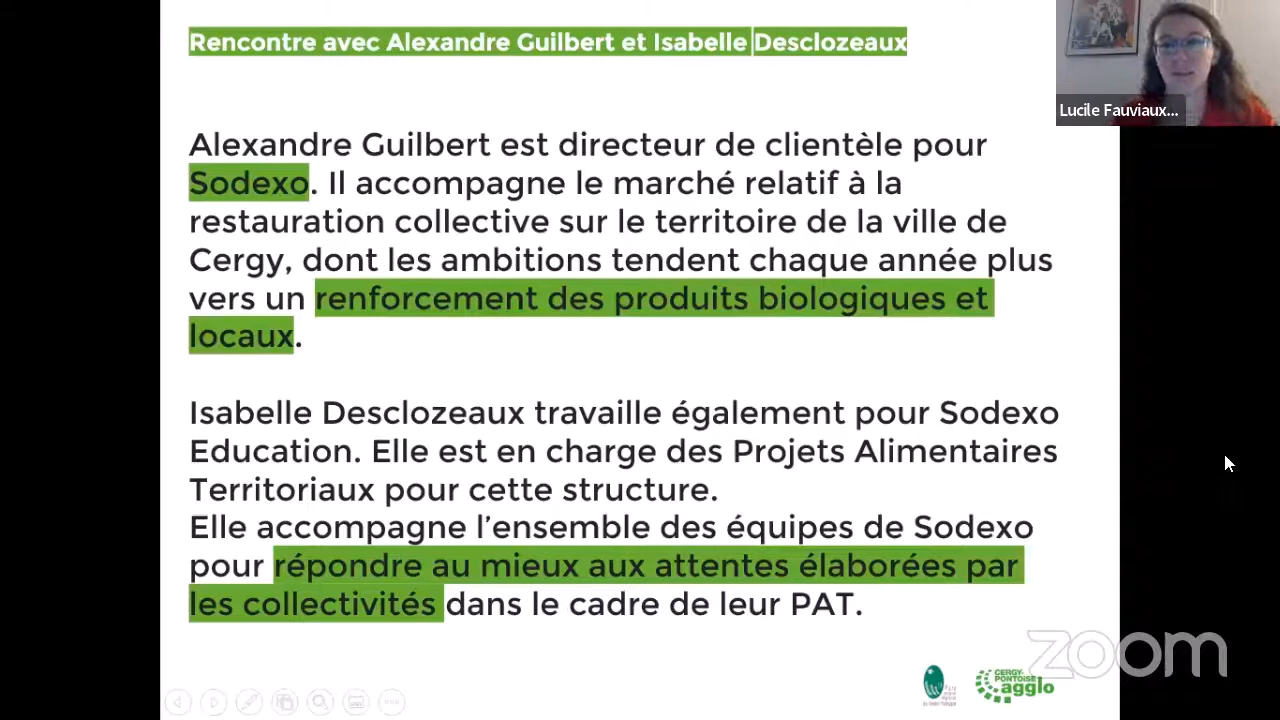 Rencontre avec Alexandre Guilbert et Isabelle Desclozeaux
Lucile Fauviaux...
Alexandre Guilbert est directeur de clientèle pour
Sodexo. Il accompagne le marché relatif à la
restauration collective sur le territoire de la ville de
Cergy, dont les ambitions tendent chaque année plus
vers un renforcement des produits biologiques et
locaux.
Isabelle Desclozeaux travaille également pour Sodexo
Education. Elle est en charge des Projets Alimentaires
Territoriaux pour cette structure.
Elle accompagne l’ensemble des équipes de Sodexo
pour répondre au mieux aux attentes élaborées par
les collectivités dans le cadre de leur PAT.
zoom
CERGY-
PONTOISE
agglo